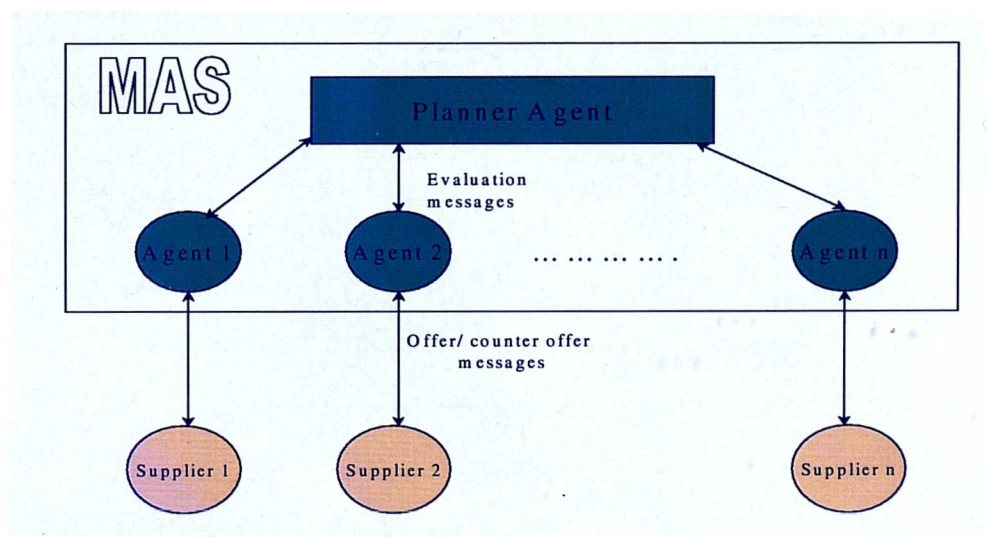 MAS
Planner Agent
Evaluation
messages
Agent 1
Agent 2
... ... ... ... .
Agent n
Offer/ counter offer
messages
Supplier 1
Supplier 2
Supplier n